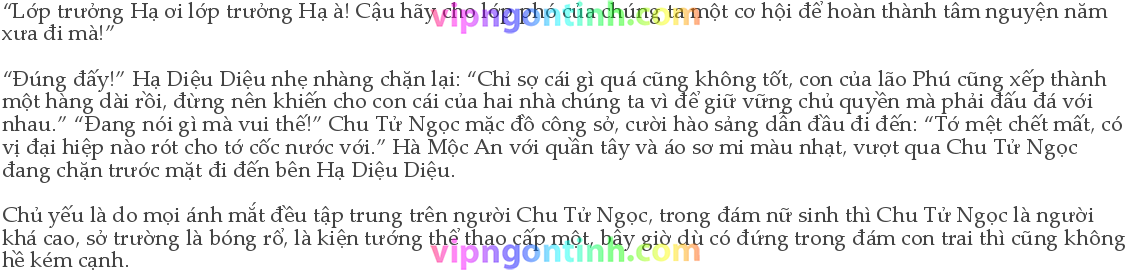 “Lớp trưởng Hạ ơi lớp trưởng Hạ à! Cậu hãy cho lớp phó của chúng ta một cơ hội để hoàn thành tâm nguyện năm
xưa đi mà!”
“Đúng đấy!” Hạ Diệu Diệu nhẹ nhàng chặn lại: “Chỉ sợ cái gì quá cũng không tốt, con của lão Phú cũng xếp thành
một hàng dài rồi, đừng nên khiến cho con cái của hai nhà chúng ta vì để giữ vững chủ quyền mà phải đấu đá với
nhau.” “Đang nói gì mà vui thế!” Chu Tử Ngọc mặc đồ công sở, cười hào sảng dẫn đầu đi đến: “Tớ mệt chết mất, có
vị đại hiệp nào rót cho tớ cốc nước với.” Hà Mộc An với quần tây và áo sơ mi màu nhạt, vượt qua Chu Tử Ngọc
đang chặn trước mặt đi đến bên Hạ Diệu Diệu.
Chủ yếu là do mọi ánh mắt đều tập trung trên người Chu Tử Ngọc, trong đám nữ sinh thì Chu Tử Ngọc là người
khá cao, sở trường là bóng rổ, là kiện tướng thể thao cấp một, bây giờ dù có đứng trong đám con trai thì cũng không
hề kém cạnh.
vipngontinh.com
vipngontinh.com